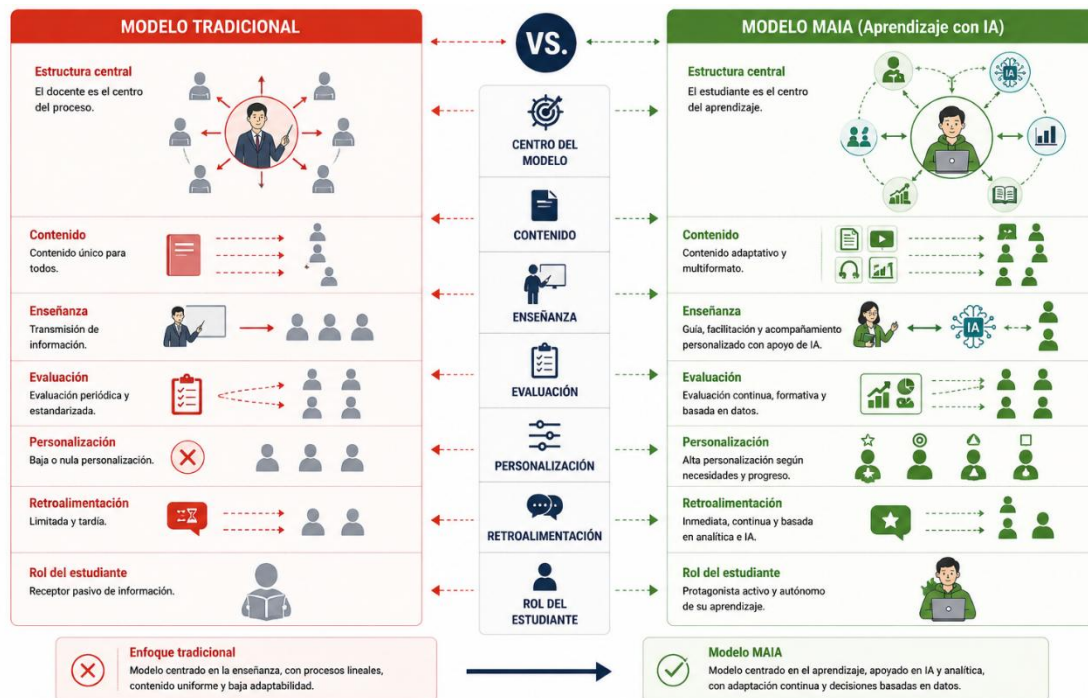 MODELO TRADICIONAL
VS.
MODELO MAIA (Aprendizaje con IA)
Estructura central
El docente es el centro
del proceso.
CENTRO DEL
MODELO
Estructura central
El estudiante es el centro
del aprendizaje.
IA
Contenido
Contenido único para
todos.
CONTENIDO
Contenido
Contenido adaptativo y
multiformato.
Enseñanza
Transmisión de
información.
ENSEÑANZA
Enseñanza
Guía, facilitación y acompañamiento
personalizado con apoyo de IA.
IA
Evaluación
Evaluación periódica y
estandarizada.
EVALUACIÓN
Evaluación
Evaluación continua, formativa y
basada en datos.
Personalización
Baja o nula personalización.
PERSONALIZACIÓN
Personalización
Alta personalización según
necesidades y progreso.
Retroalimentación
Limitada y tardía.
RETROALIMENTACIÓN
Retroalimentación
Inmediata, continua y basada
en analítica e IA.
Rol del estudiante
Receptor pasivo de información.
ROL DEL
ESTUDIANTE
Rol del estudiante
Protagonista activo y autónomo
de su aprendizaje.
Enfoque tradicional
Modelo centrado en la enseñanza, con procesos lineales,
contenido uniforme y baja adaptabilidad.
Modelo MAIA
Modelo centrado en el aprendizaje, apoyado en IA y analítica,
con adaptación continua y decisiones basadas en datos.